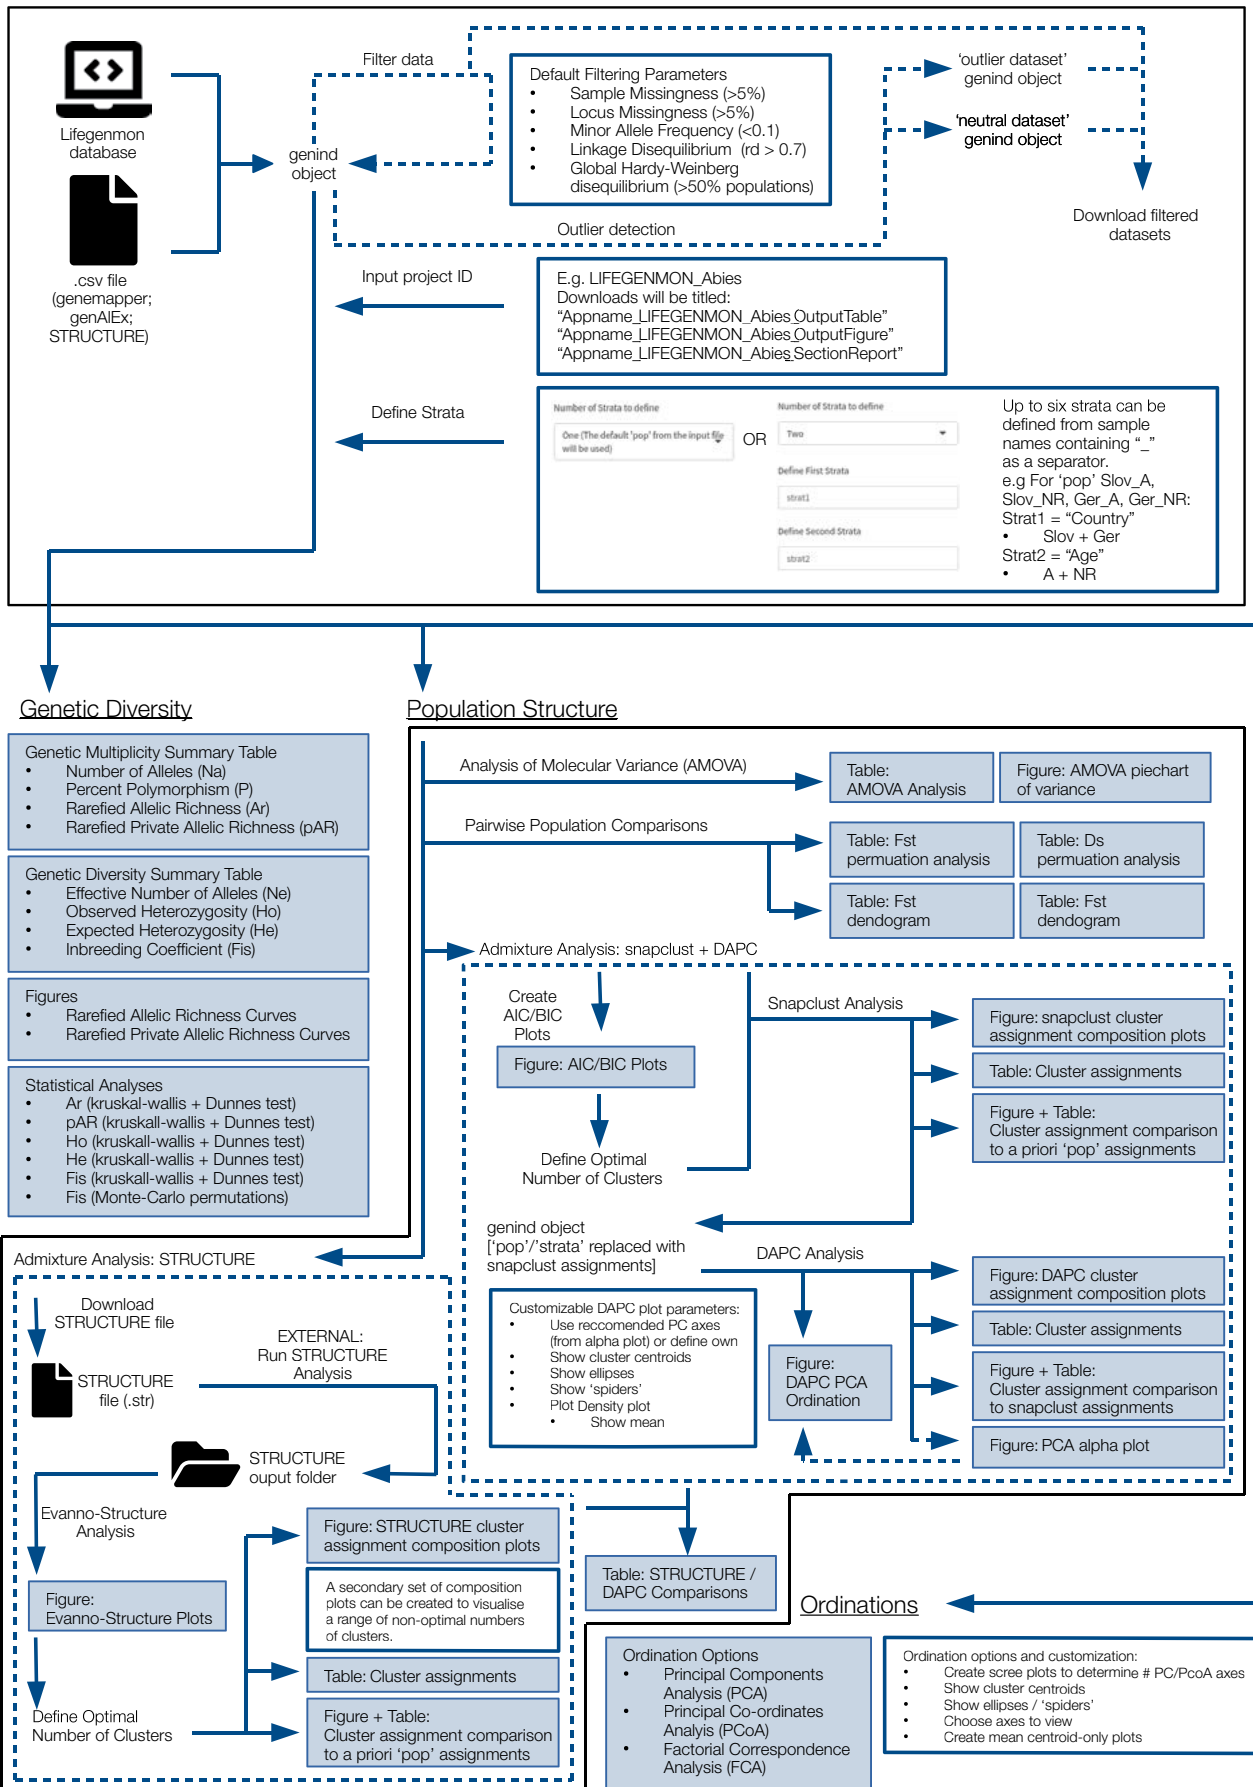 Lifegenmon
database
.csv file
(genemapper;
genAlEx;
STRUCTURE)
genind
object
Filter data
Default Filtering Parameters
• Sample Missingness (>5%)
• Locus Missingness (>5%)
• Minor Allele Frequency (<0.1)
• Linkage Disequilibrium (rd > 0.7)
• Global Hardy-Weinberg
disequilibrium (>50% populations)
'outlier dataset'
genind object
'neutral dataset'
genind object
Download filtered
datasets
Outlier detection
Input project ID
E.g. LIFEGENMON_Abies
Downloads will be titled:
“Appname_LIFEGENMON_Abies_OutputTable”
“Appname_LIFEGENMON_Abies_OutputFigure”
“Appname_LIFEGENMON_Abies_SectionReport”
Define Strata
Number of Strata to define
One (The default 'pop' from the input file
will be used)
OR
Number of Strata to define
Two
Define First Strata
strat1
Define Second Strata
strat2
Up to six strata can be
defined from sample
names containing “_”
as a separator.
e.g For ‘pop’ Slov_A,
Slov_NR, Ger_A, Ger_NR:
Strat1 = “Country”
• Slov + Ger
Strat2 = “Age”
• A + NR
Genetic Diversity
Genetic Multiplicity Summary Table
• Number of Alleles (Na)
• Percent Polymorphism (P)
• Rarefied Allelic Richness (Ar)
• Rarefied Private Allelic Richness (pAR)
Genetic Diversity Summary Table
• Effective Number of Alleles (Ne)
• Observed Heterozygosity (Ho)
• Expected Heterozygosity (He)
• Inbreeding Coefficient (Fis)
Figures
• Rarefied Allelic Richness Curves
• Rarefied Private Allelic Richness Curves
Statistical Analyses
• Ar (kruskal-wallis + Dunnes test)
• pAR (kruskall-wallis + Dunnes test)
• Ho (kruskall-wallis + Dunnes test)
• He (kruskall-wallis + Dunnes test)
• Fis (kruskall-wallis + Dunnes test)
• Fis (Monte-Carlo permutations)
Population Structure
Analysis of Molecular Variance (AMOVA)
Table:
AMOVA Analysis
Figure: AMOVA piechart
of variance
Pairwise Population Comparisons
Table: Fst
permuation analysis
Table: Ds
permuation analysis
Table: Fst
dendogram
Table: Fst
dendogram
Admixture Analysis: snapclust + DAPC
Create
AIC/BIC
Plots
Figure: AIC/BIC Plots
Define Optimal
Number of Clusters
Snapclust Analysis
Figure: snapclust cluster
assignment composition plots
Table: Cluster assignments
Figure + Table:
Cluster assignment comparison
to a priori ‘pop’ assignments
genind object
[‘pop’/’strata’ replaced with
snapclust assignments]
DAPC Analysis
Customizable DAPC plot parameters:
• Use reccomended PC axes
(from alpha plot) or define own
• Show cluster centroids
• Show ellipses
• Show ‘spiders’
• Plot Density plot
• Show mean
Figure:
DAPC PCA
Ordination
Figure: DAPC cluster
assignment composition plots
Table: Cluster assignments
Figure + Table:
Cluster assignment comparison
to snapclust assignments
Figure: PCA alpha plot
Admixture Analysis: STRUCTURE
Download
STRUCTURE file
STRUCTURE
file (.str)
EXTERNAL:
Run STRUCTURE
Analysis
STRUCTURE
ouput folder
Evanno-Structure
Analysis
Figure:
Evanno-Structure Plots
Define Optimal
Number of Clusters
Figure: STRUCTURE cluster
assignment composition plots
A secondary set of composition
plots can be created to visualise
a range of non-optimal numbers
of clusters.
Table: Cluster assignments
Figure + Table:
Cluster assignment comparison
to a priori ‘pop’ assignments
Table: STRUCTURE /
DAPC Comparisons
Ordinations
Ordination Options
• Principal Components
Analysis (PCA)
• Principal Co-ordinates
Analyis (PCoA)
• Factorial Correspondence
Analysis (FCA)
Ordination options and customization:
• Create scree plots to determine # PC/PcoA axes
• Show cluster centroids
• Show ellipses / ‘spiders’
• Choose axes to view
• Create mean centroid-only plots